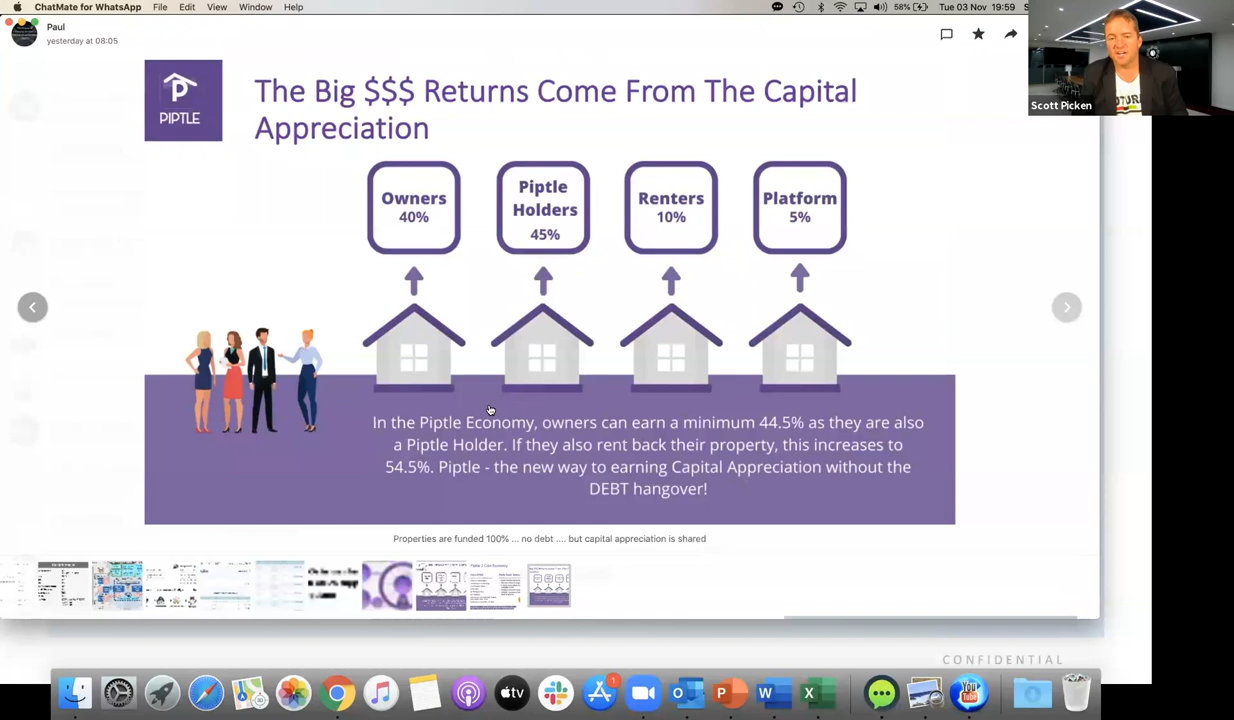 ChatMate for WhatsApp File Edit View Window Help
58% Tue 03 Nov 19:59
Paul
yesterday at 08:05
Scott Picken
PIPTLE
The Big $$$ Returns Come From The Capital
Appreciation
Owners
40%
Piptle
Holders
45%
Renters
10%
Platform
5%
In the Piptle Economy, owners can earn a minimum 44.5% as they are also
a Piptle Holder. If they also rent back their property, this increases to
54.5%. Piptle - the new way to earning Capital Appreciation without the
DEBT hangover!
Properties are funded 100% ... no debt .... but capital appreciation is shared
CONFIDENTIAL